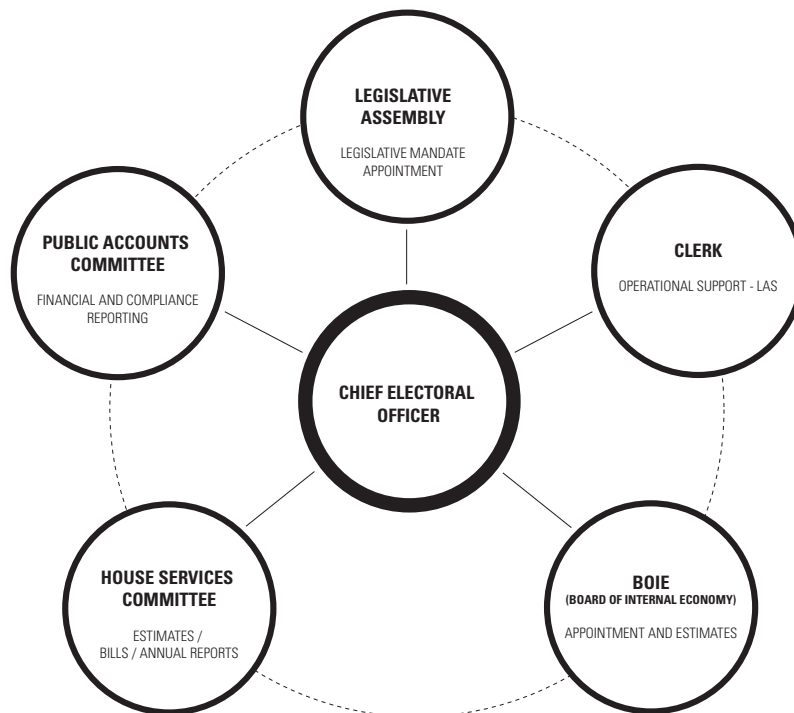 LEGISLATIVE
ASSEMBLY
LEGISLATIVE MANDATE
APPOINTMENT
PUBLIC ACCOUNTS
COMMITTEE
FINANCIAL AND COMPLIANCE
REPORTING
CLERK
OPERATIONAL SUPPORT - LAS
CHIEF ELECTORAL
OFFICER
HOUSE SERVICES
COMMITTEE
ESTIMATES /
BILLS / ANNUAL REPORTS
BOIE
(BOARD OF INTERNAL ECONOMY)
APPOINTMENT AND ESTIMATES